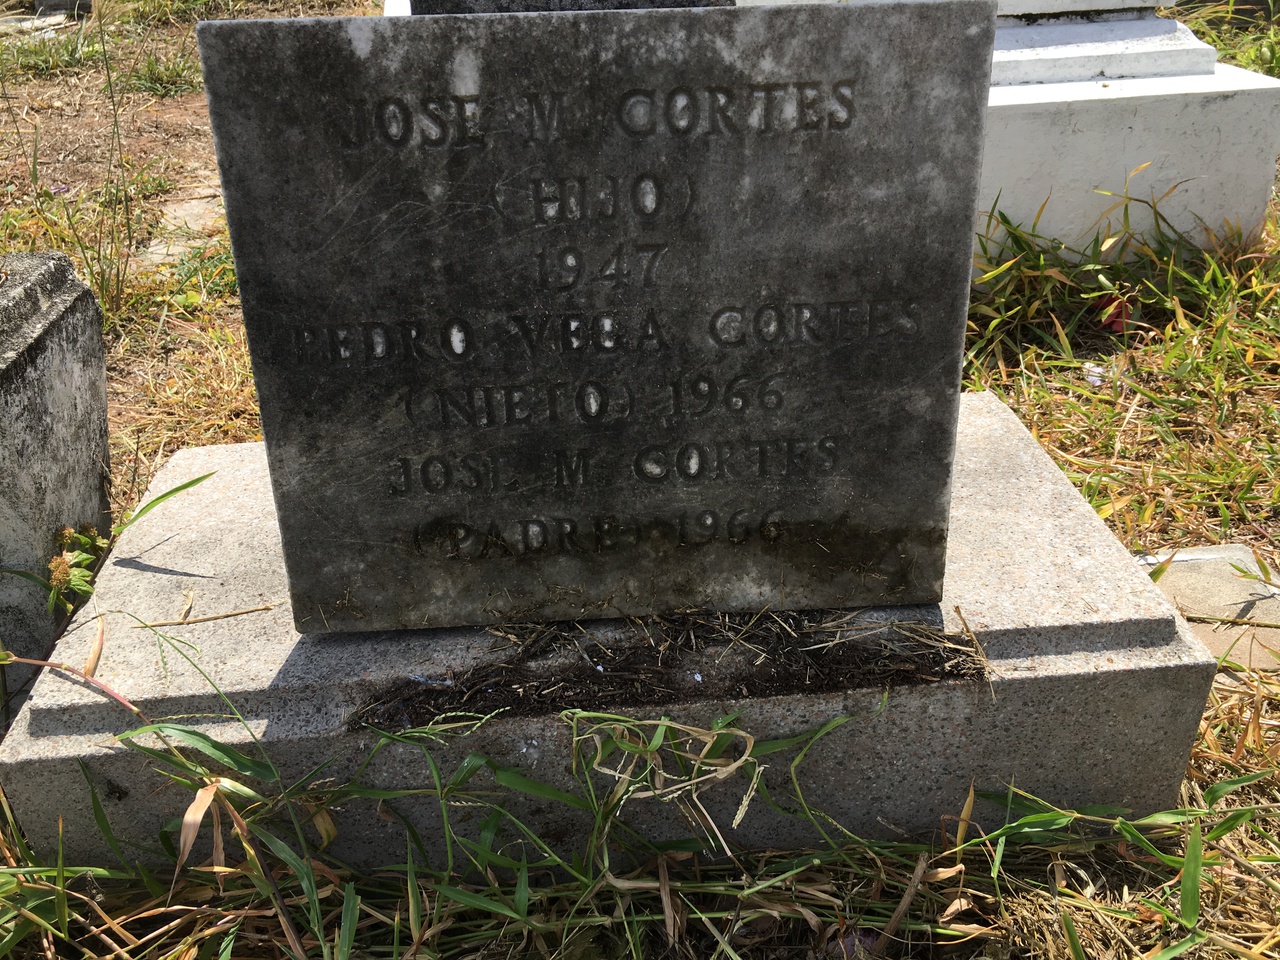 JOSE M. CORTES
(HIJO)
1947
PEDRO VEGA CORTES
(NIETO) 1966
JOSE M. CORTES
(PADRE) 1966